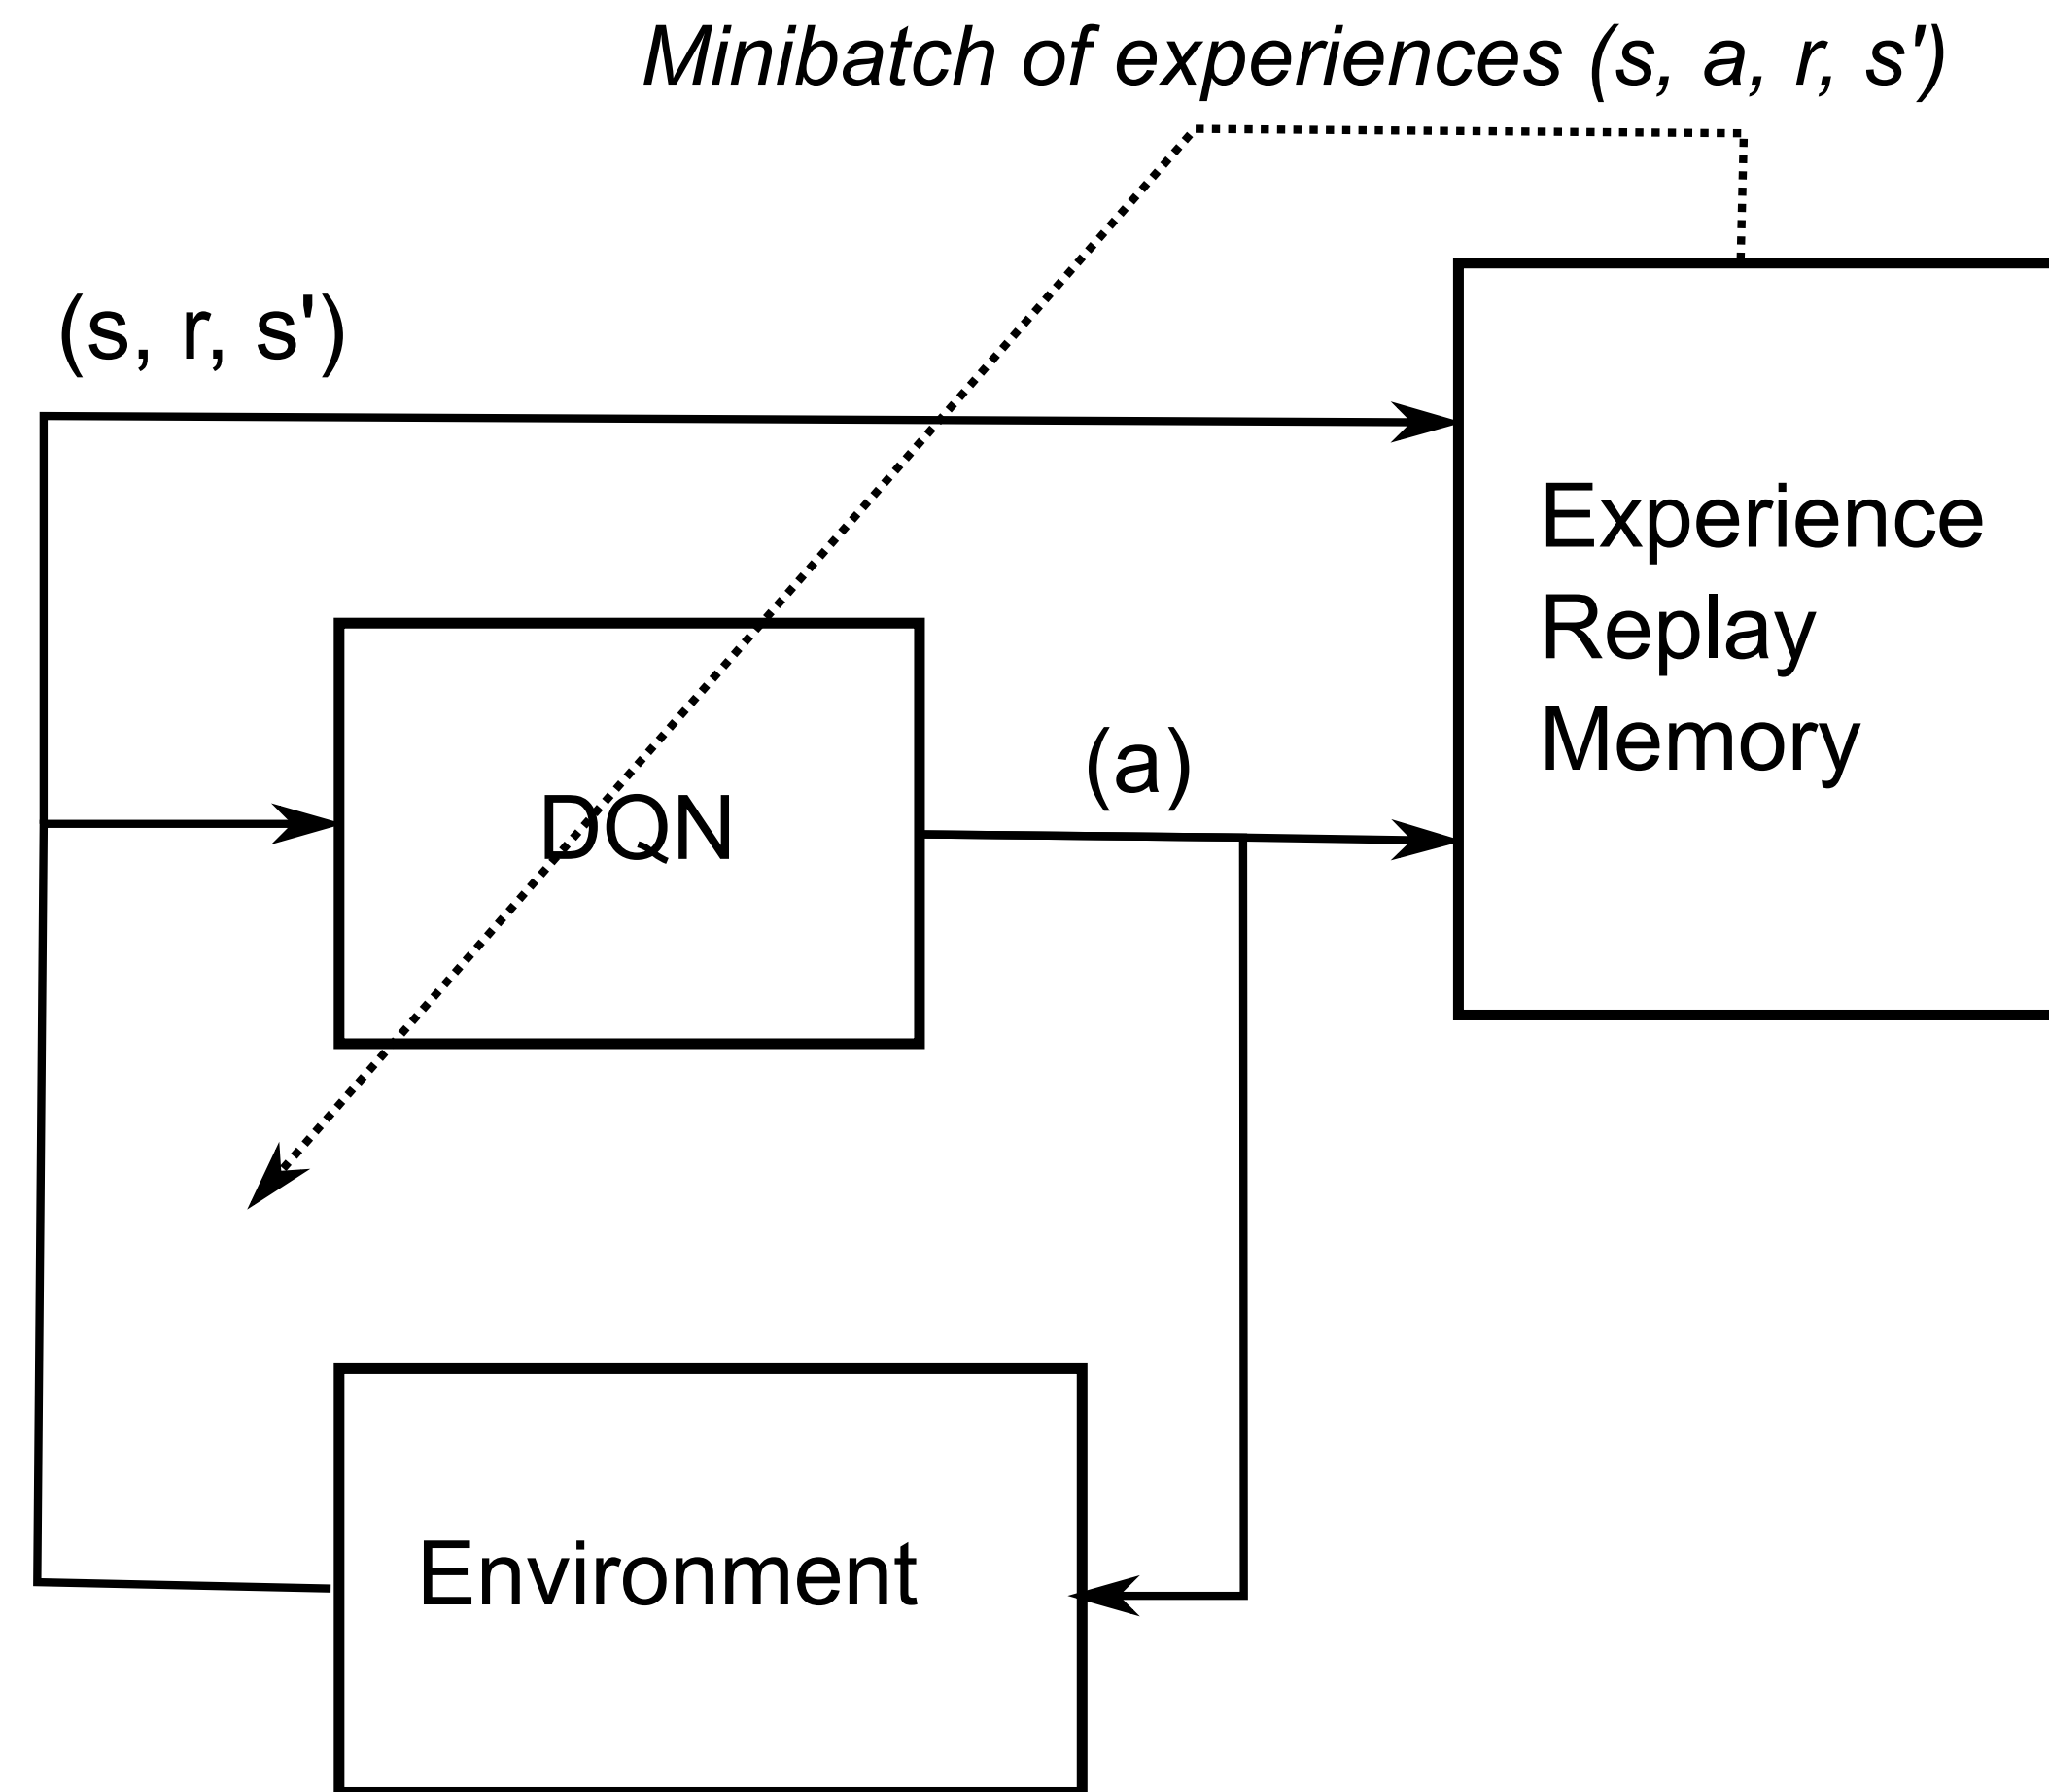 Minibatch of experiences (s, a, r, s')
(s, r, s')
Experience
Replay
Memory
(a)
DQN
Environment